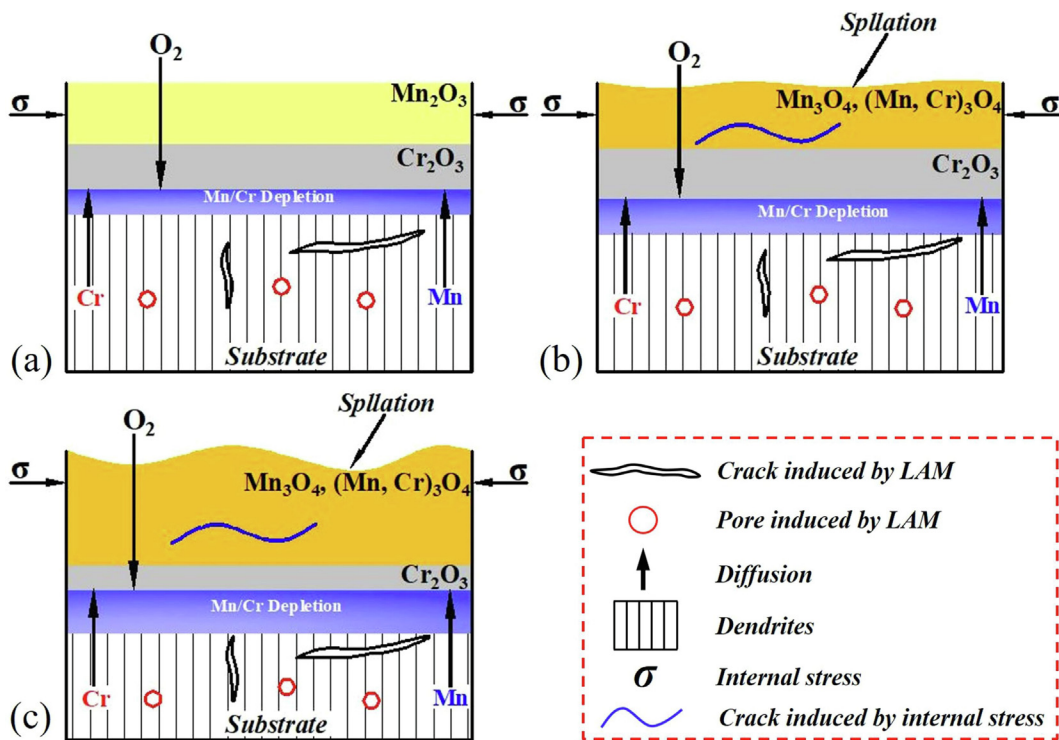 O₂
σ
σ
Mn₂O₃
Cr₂O₃
Mn/Cr Depletion
Cr
Mn
Substrate
(a)
Spllation
O₂
σ
σ
Mn₃O₄, (Mn, Cr)₃O₄
Cr₂O₃
Mn/Cr Depletion
Cr
Mn
Substrate
(b)
Spllation
O₂
σ
σ
Mn₃O₄, (Mn, Cr)₃O₄
Cr₂O₃
Mn/Cr Depletion
Cr
Mn
Substrate
(c)
Crack induced by LAM
Pore induced by LAM
Diffusion
Dendrites
σ Internal stress
Crack induced by internal stress